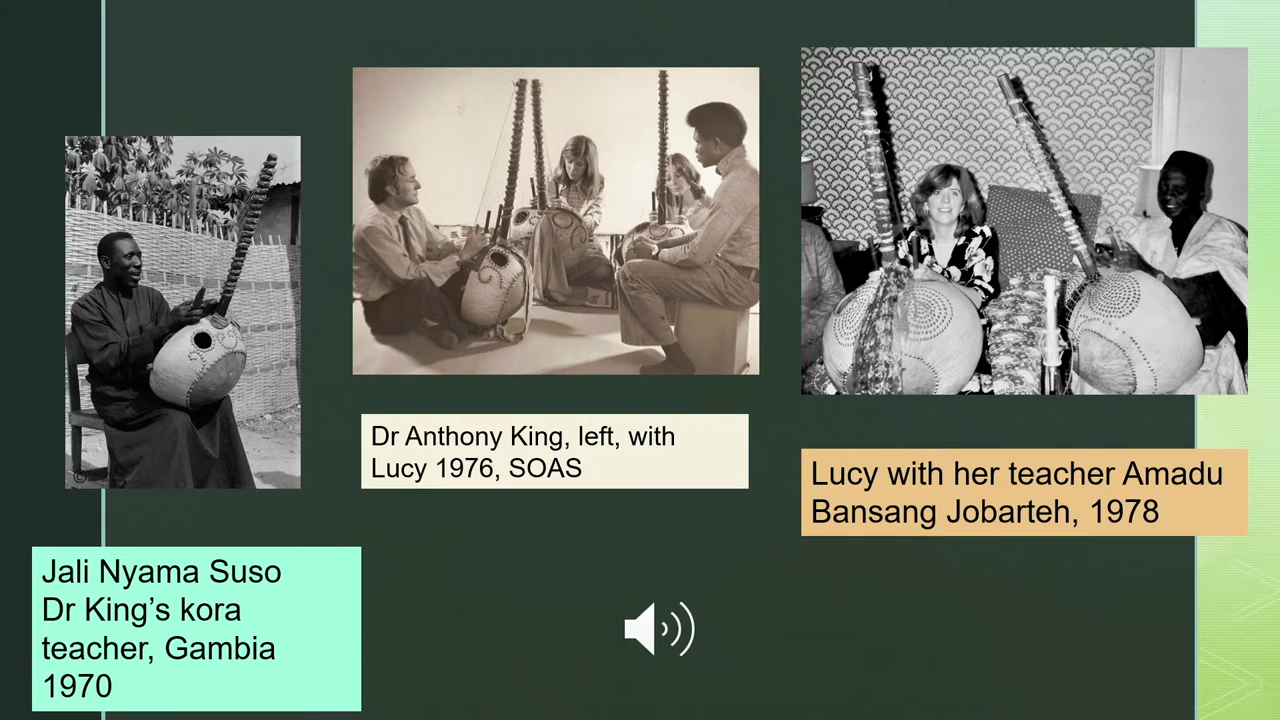 Jali Nyama Suso
Dr King’s kora
teacher, Gambia
1970
Dr Anthony King, left, with
Lucy 1976, SOAS
Lucy with her teacher Amadu
Bansang Jobarteh, 1978
©